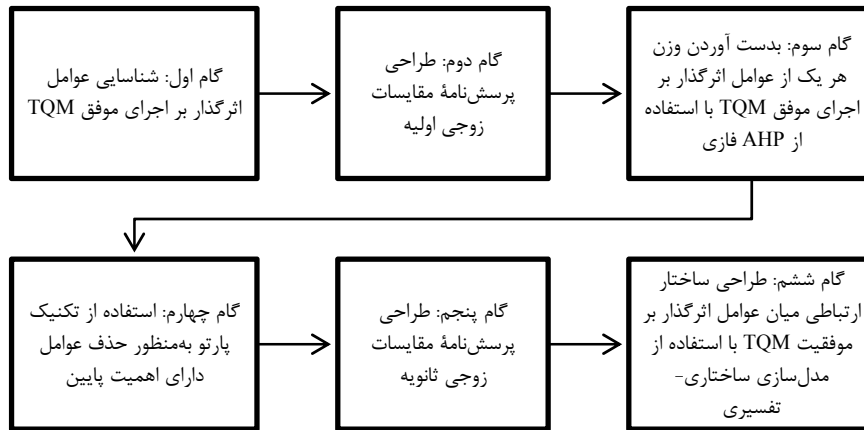 گام اول: شناسایی عوامل
اثرگذار بر اجرای موفق TQM
گام دوم: طراحی
پرسش‌نامهٔ مقایسات
زوجی اولیه
گام سوم: بدست آوردن وزن
هر یک از عوامل اثرگذار بر
اجرای موفق TQM با استفاده
از AHP فازی
گام چهارم: استفاده از تکنیک
پارتو به‌منظور حذف عوامل
دارای اهمیت پایین
گام پنجم: طراحی
پرسش‌نامهٔ مقایسات
زوجی ثانویه
گام ششم: طراحی ساختار
ارتباطی میان عوامل اثرگذار بر
موفقیت TQM با استفاده از
مدل‌سازی ساختاری-
تفسیری